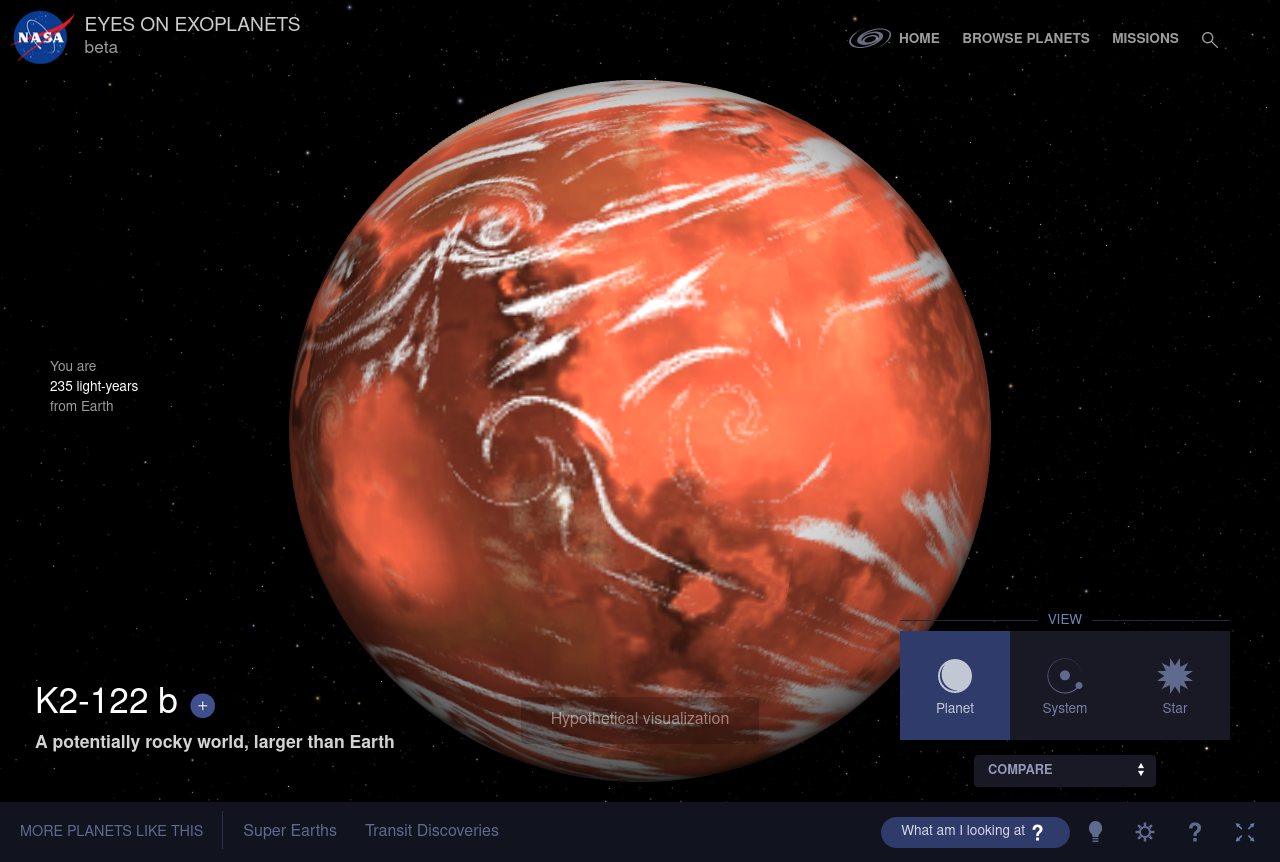 NASA
EYES ON EXOPLANETS
beta
HOME
BROWSE PLANETS
MISSIONS
You are
235 light-years
from Earth
K2-122 b +
A potentially rocky world, larger than Earth
Hypothetical visualization
VIEW
Planet
System
Star
COMPARE
MORE PLANETS LIKE THIS
Super Earths
Transit Discoveries
What am I looking at ?
?